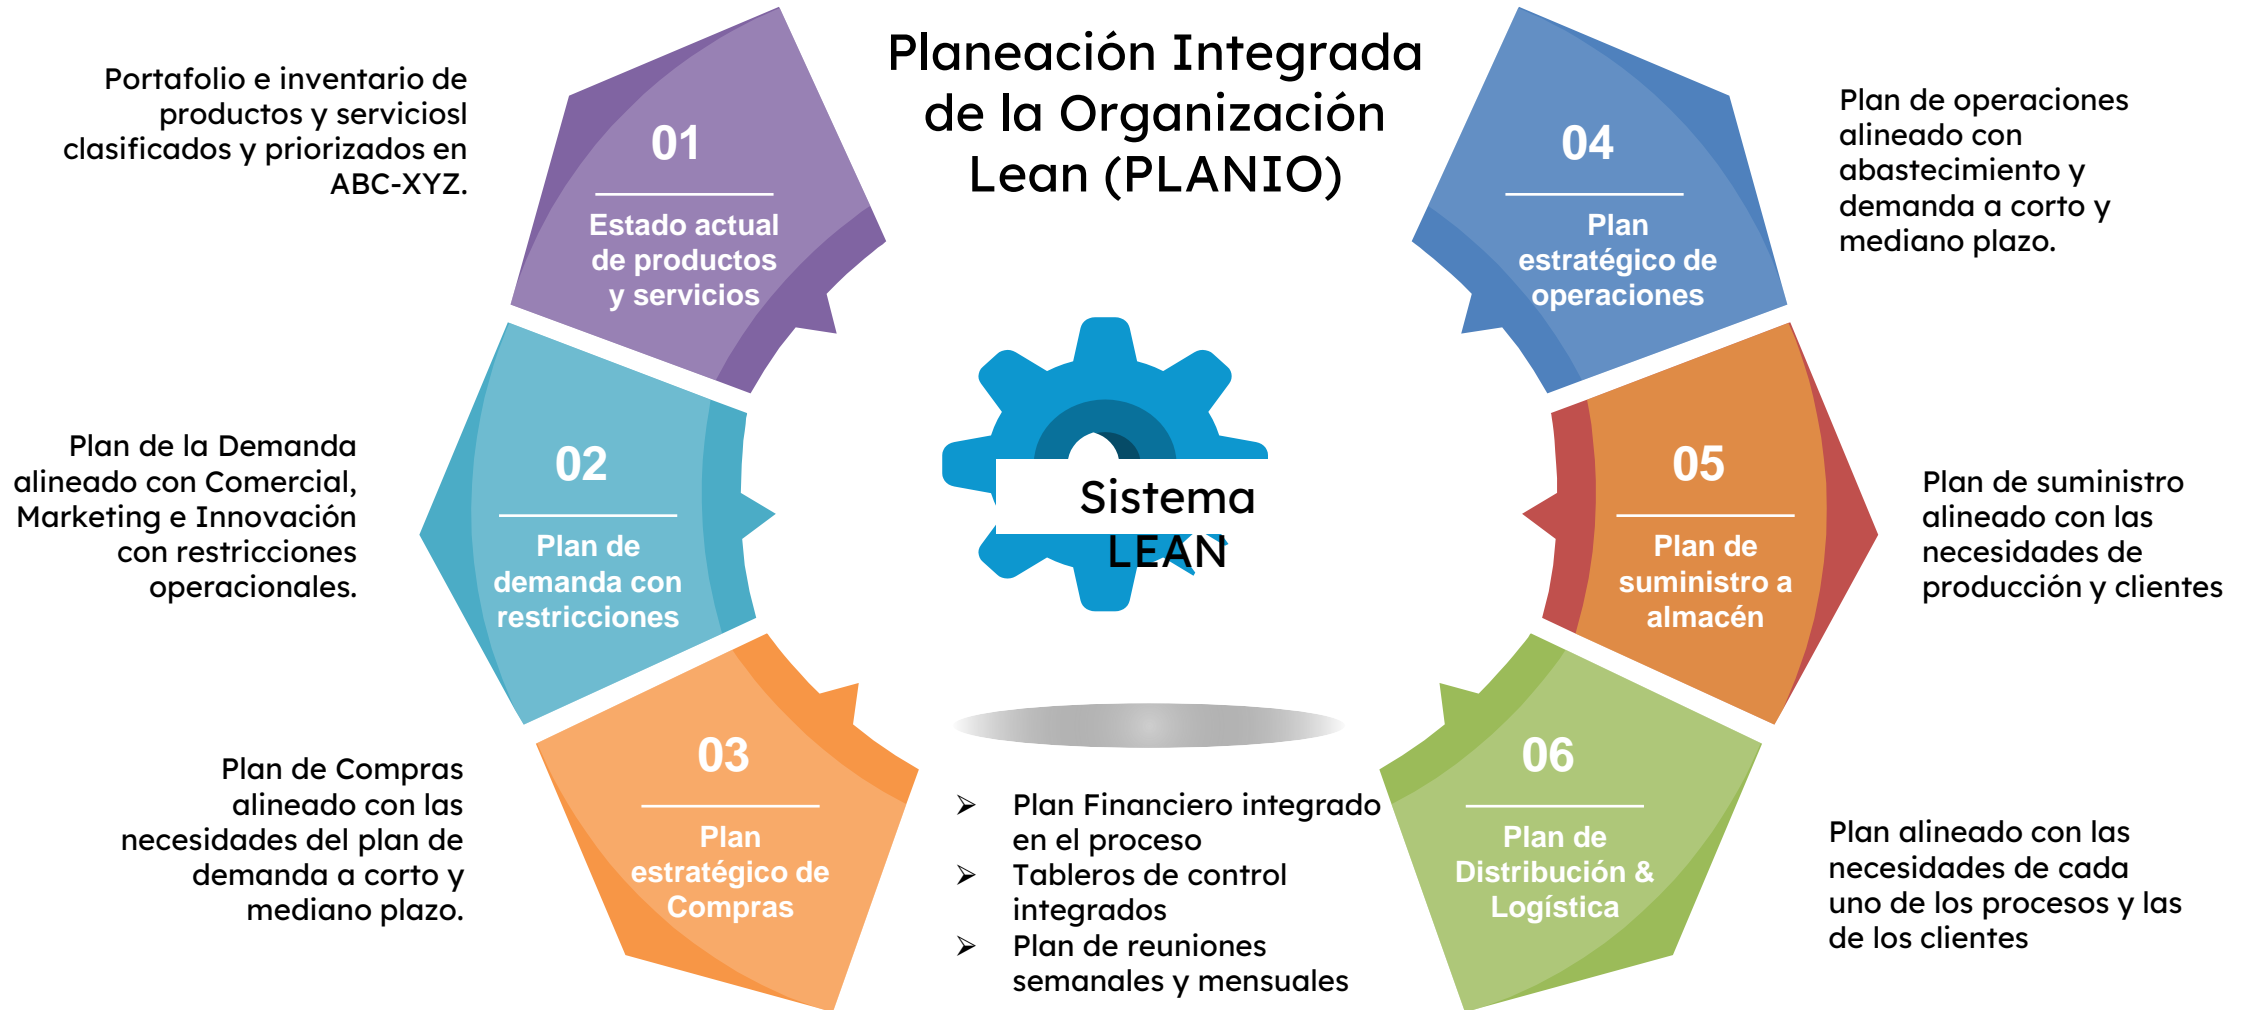 Planeación Integrada
de la Organización
Lean (PLANIO)
Portafolio e inventario de
productos y serviciosl
clasificados y priorizados en
ABC-XYZ.
01
Estado actual
de productos
y servicios
Plan de la Demanda
alineado con Comercial,
Marketing e Innovación
con restricciones
operacionales.
02
Plan de
demanda con
restricciones
Plan de Compras
alineado con las
necesidades del plan de
demanda a corto y
mediano plazo.
03
Plan
estratégico de
Compras
Sistema
LEAN
➢ Plan Financiero integrado
en el proceso
➢ Tableros de control
integrados
➢ Plan de reuniones
semanales y mensuales
04
Plan
estratégico de
operaciones
Plan de operaciones
alineado con
abastecimiento y
demanda a corto y
mediano plazo.
05
Plan de
suministro a
almacén
Plan de suministro
alineado con las
necesidades de
producción y clientes
06
Plan de
Distribución &
Logística
Plan alineado con las
necesidades de cada
uno de los procesos y las
de los clientes